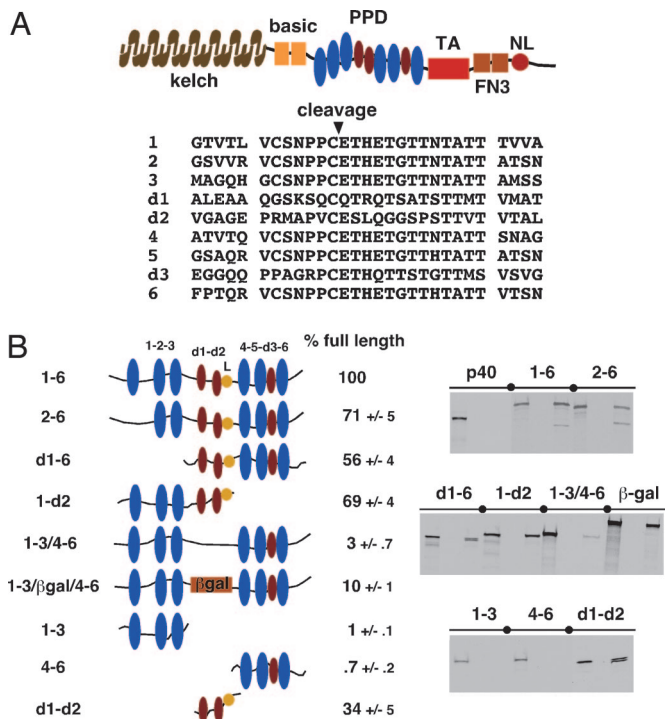 A
basic PPD TA NL
kelch FN3
cleavage
1 GTVTL VCSNPPCETHETGTTNTATT TVVA
2 GSVVR VCSNPPCETHETGTTNTATT ATSN
3 MAGQH GCSNPPCETHETGTTNTATT AMSS
d1 ALEAA QGSKSQCQTRQTSATSTTMT VMAT
d2 VGAGE PRMAPVCESLQGGSPSTTVT VTAL
4 ATVTQ VCSNPPCETHETGTTNTATT SNAG
5 GSAQR VCSNPPCETHETGTTHTATT ATSN
d3 EGGQQ PPAGRPCETHQTTSTGTTMS VSVG
6 FPTQR VCSNPPCETHETGTTHTATT VTSN
B
1-2-3 d1-d2 L 4-5-d3-6 % full length
1-6 100
2-6 71 +/- 5
d1-6 56 +/- 4
1-d2 69 +/- 4
1-3/4-6 3 +/- .7
1-3/βgal/4-6 βgal 10 +/- 1
1-3 1 +/- .1
4-6 .7 +/- .2
d1-d2 34 +/- 5
p40 1-6 2-6
d1-6 1-d2 1-3/4-6 β-gal
1-3 4-6 d1-d2